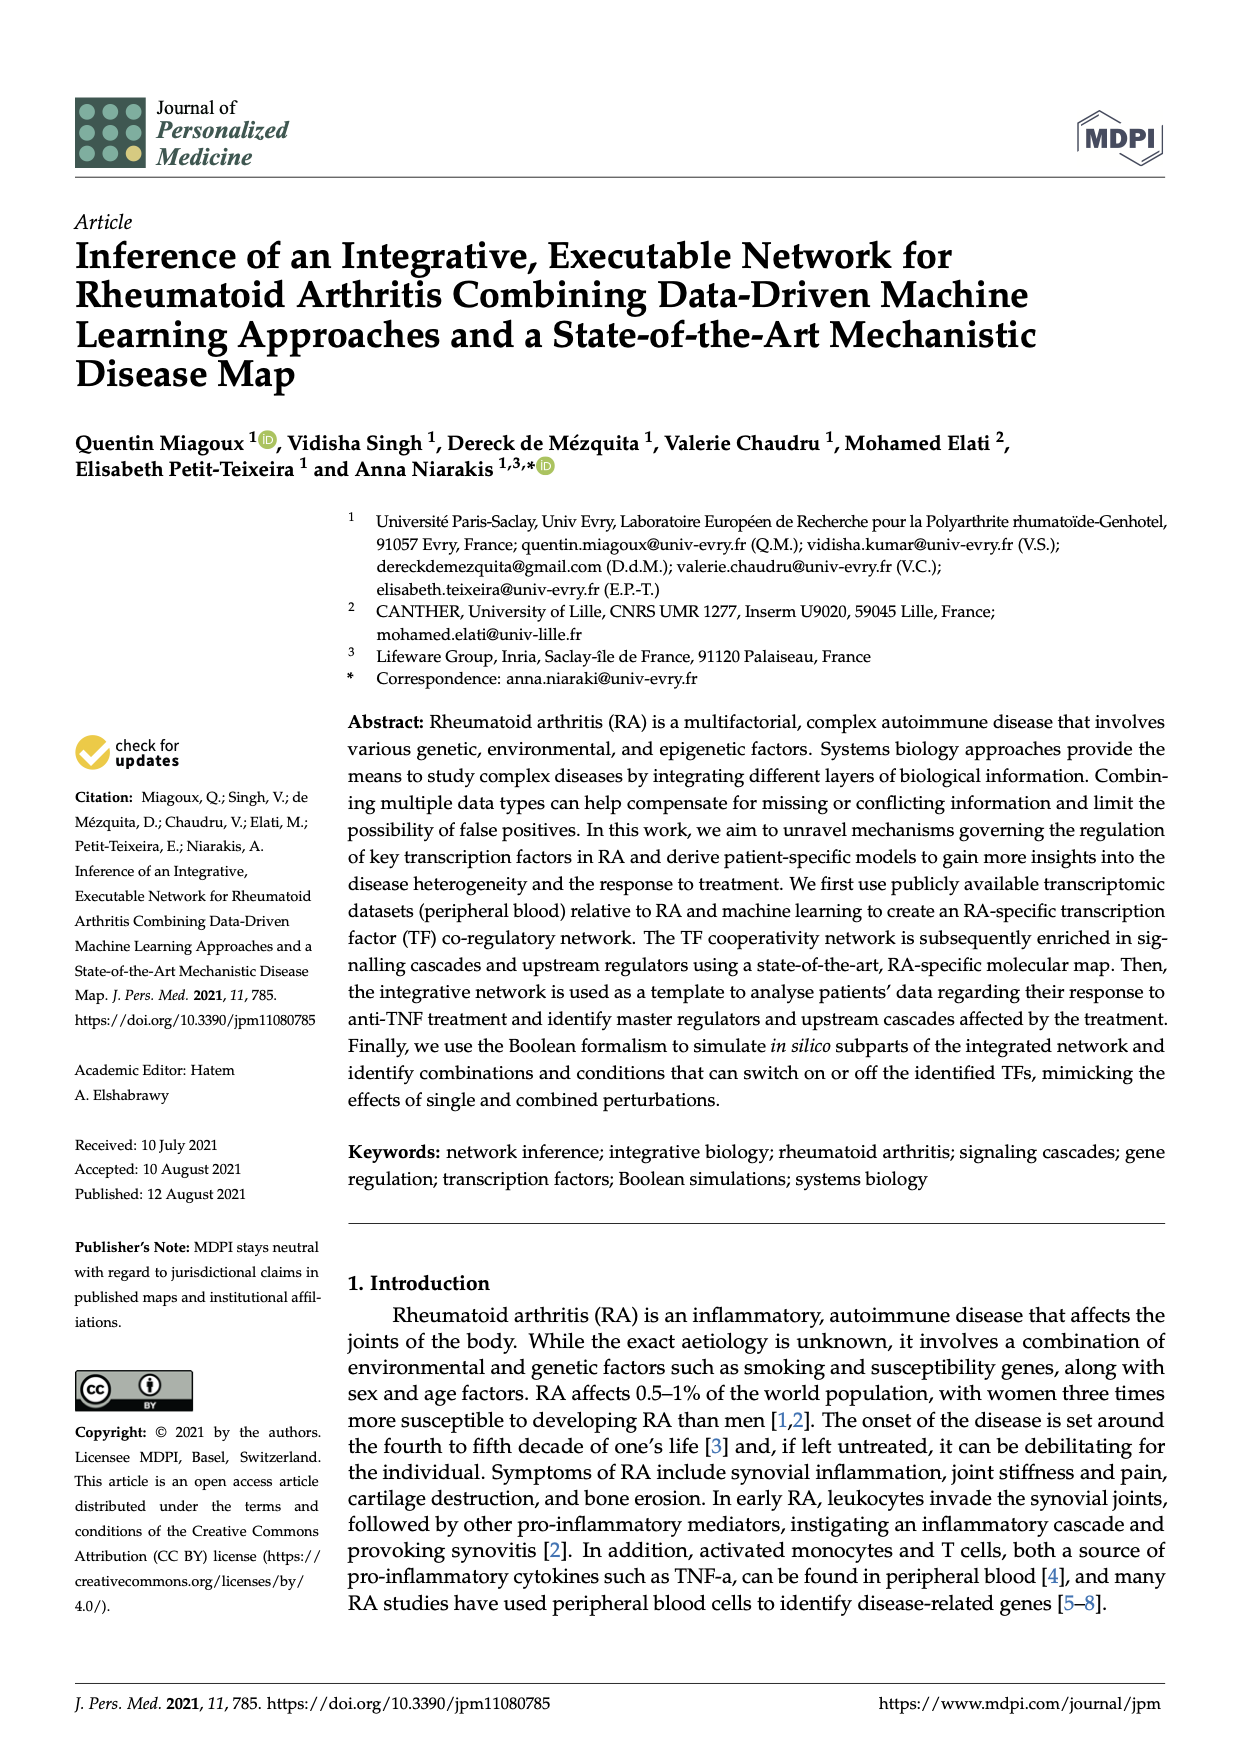 Journal of
Personalized
Medicine
MDPI
Article
Inference of an Integrative, Executable Network for
Rheumatoid Arthritis Combining Data-Driven Machine
Learning Approaches and a State-of-the-Art Mechanistic
Disease Map
Quentin Miagoux 1 iD, Vidisha Singh 1, Dereck de Mézquita 1, Valerie Chaudru 1, Mohamed Elati 2,
Elisabeth Petit-Teixeira 1 and Anna Niarakis 1,3,* iD
1 Université Paris-Saclay, Univ Evry, Laboratoire Européen de Recherche pour la Polyarthrite rhumatoïde-Genhotel,
91057 Evry, France; quentin.miagoux@univ-evry.fr (Q.M.); vidisha.kumar@univ-evry.fr (V.S.);
dereckdemezquita@gmail.com (D.d.M.); valerie.chaudru@univ-evry.fr (V.C.);
elisabeth.teixeira@univ-evry.fr (E.P.-T.)
2 CANTHER, University of Lille, CNRS UMR 1277, Inserm U9020, 59045 Lille, France;
mohamed.elati@univ-lille.fr
3 Lifeware Group, Inria, Saclay-île de France, 91120 Palaiseau, France
* Correspondence: anna.niaraki@univ-evry.fr
Abstract: Rheumatoid arthritis (RA) is a multifactorial, complex autoimmune disease that involves
various genetic, environmental, and epigenetic factors. Systems biology approaches provide the
means to study complex diseases by integrating different layers of biological information. Combin-
ing multiple data types can help compensate for missing or conflicting information and limit the
possibility of false positives. In this work, we aim to unravel mechanisms governing the regulation
of key transcription factors in RA and derive patient-specific models to gain more insights into the
disease heterogeneity and the response to treatment. We first use publicly available transcriptomic
datasets (peripheral blood) relative to RA and machine learning to create an RA-specific transcription
factor (TF) co-regulatory network. The TF cooperativity network is subsequently enriched in sig-
nalling cascades and upstream regulators using a state-of-the-art, RA-specific molecular map. Then,
the integrative network is used as a template to analyse patients' data regarding their response to
anti-TNF treatment and identify master regulators and upstream cascades affected by the treatment.
Finally, we use the Boolean formalism to simulate in silico subparts of the integrated network and
identify combinations and conditions that can switch on or off the identified TFs, mimicking the
effects of single and combined perturbations.
Keywords: network inference; integrative biology; rheumatoid arthritis; signaling cascades; gene
regulation; transcription factors; Boolean simulations; systems biology
check for
updates
Citation: Miagoux, Q.; Singh, V.; de
Mézquita, D.; Chaudru, V.; Elati, M.;
Petit-Teixeira, E.; Niarakis, A.
Inference of an Integrative,
Executable Network for Rheumatoid
Arthritis Combining Data-Driven
Machine Learning Approaches and a
State-of-the-Art Mechanistic Disease
Map. J. Pers. Med. 2021, 11, 785.
https://doi.org/10.3390/jpm11080785
Academic Editor: Hatem
A. Elshabrawy
Received: 10 July 2021
Accepted: 10 August 2021
Published: 12 August 2021
Publisher's Note: MDPI stays neutral
with regard to jurisdictional claims in
published maps and institutional affil-
iations.
cc BY
Copyright: © 2021 by the authors.
Licensee MDPI, Basel, Switzerland.
This article is an open access article
distributed under the terms and
conditions of the Creative Commons
Attribution (CC BY) license (https://
creativecommons.org/licenses/by/
4.0/).
1. Introduction
Rheumatoid arthritis (RA) is an inflammatory, autoimmune disease that affects the
joints of the body. While the exact aetiology is unknown, it involves a combination of
environmental and genetic factors such as smoking and susceptibility genes, along with
sex and age factors. RA affects 0.5–1% of the world population, with women three times
more susceptible to developing RA than men [1,2]. The onset of the disease is set around
the fourth to fifth decade of one's life [3] and, if left untreated, it can be debilitating for
the individual. Symptoms of RA include synovial inflammation, joint stiffness and pain,
cartilage destruction, and bone erosion. In early RA, leukocytes invade the synovial joints,
followed by other pro-inflammatory mediators, instigating an inflammatory cascade and
provoking synovitis [2]. In addition, activated monocytes and T cells, both a source of
pro-inflammatory cytokines such as TNF-a, can be found in peripheral blood [4], and many
RA studies have used peripheral blood cells to identify disease-related genes [5–8].
J. Pers. Med. 2021, 11, 785. https://doi.org/10.3390/jpm11080785
https://www.mdpi.com/journal/jpm